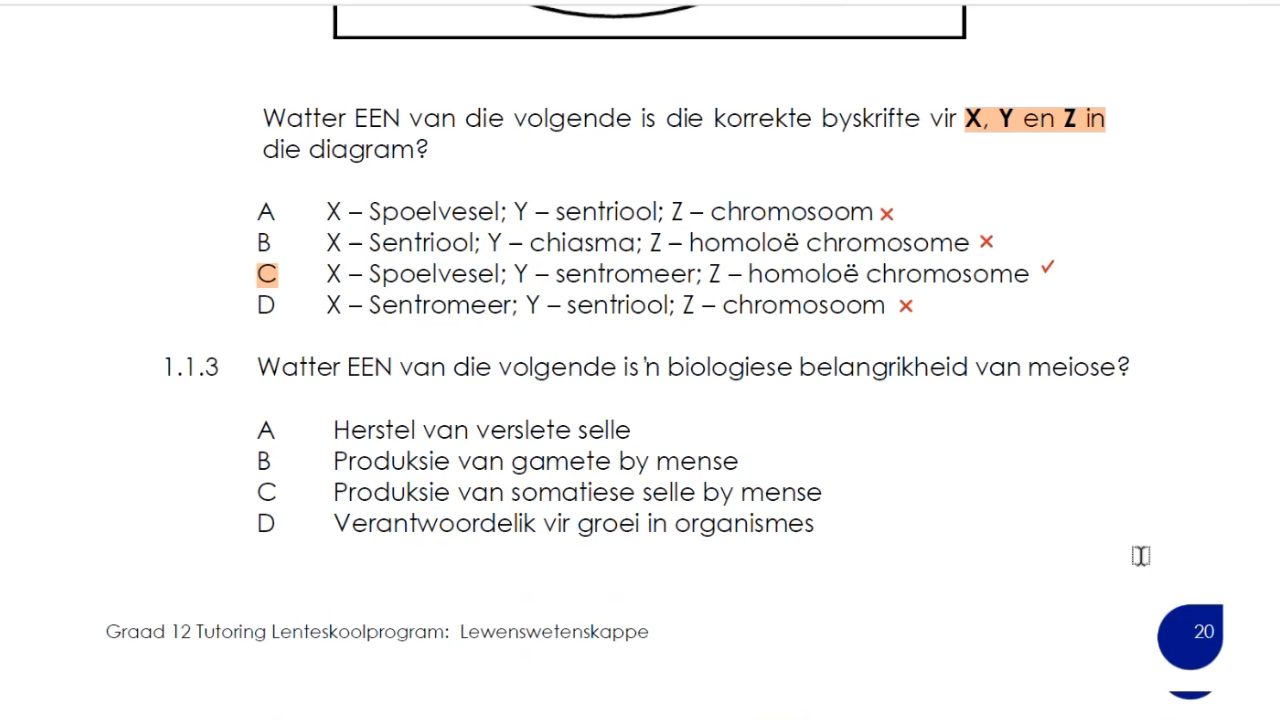 Watter EEN van die volgende is die korrekte byskrifte vir X, Y en Z in
die diagram?
A X – Spoelvesel; Y – sentriool; Z – chromosoom
B X – Sentriool; Y – chiasma; Z – homoloë chromosome
C X – Spoelvesel; Y – sentromeer; Z – homoloë chromosome
D X – Sentromeer; Y – sentriool; Z – chromosoom
1.1.3 Watter EEN van die volgende is 'n biologiese belangrikheid van meiose?
A Herstel van verslete selle
B Produksie van gamete by mense
C Produksie van somatiese selle by mense
D Verantwoordelik vir groei in organismes
Graad 12 Tutoring Lenteskoolprogram: Lewenswetenskappe
20